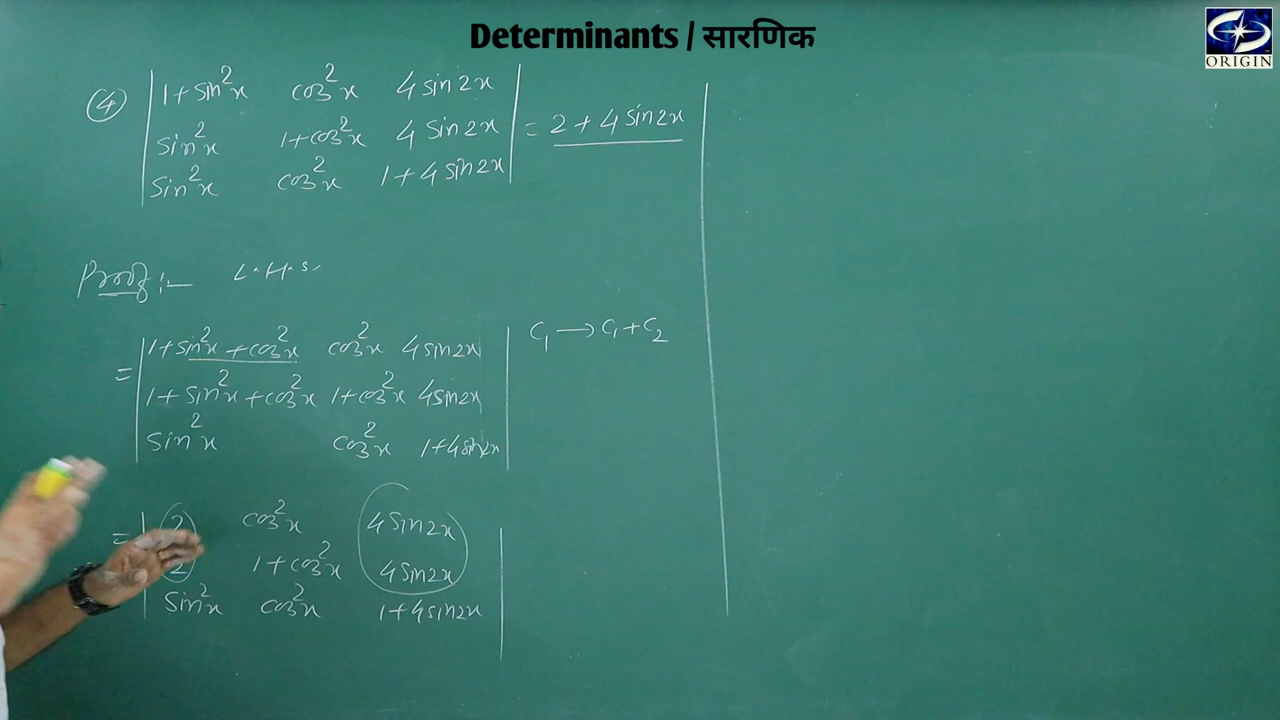 Determinants / सारणिक
ORIGIN
④ | 1+sin²x cos²x 4sin2x |
| sin²x 1+cos²x 4sin2x | = 2+4sin2x
| sin²x cos²x 1+4sin2x |
Proof:- L.H.S.
| 1+sin²x+cos²x cos²x 4sin2x | C₁→C₁+C₂
= | 1+sin²x+cos²x 1+cos²x 4sin2x |
| sin²x cos²x 1+4sin2x |
= | 2 cos²x 4sin2x |
| 2 1+cos²x 4sin2x |
| sin²x cos²x 1+4sin2x |